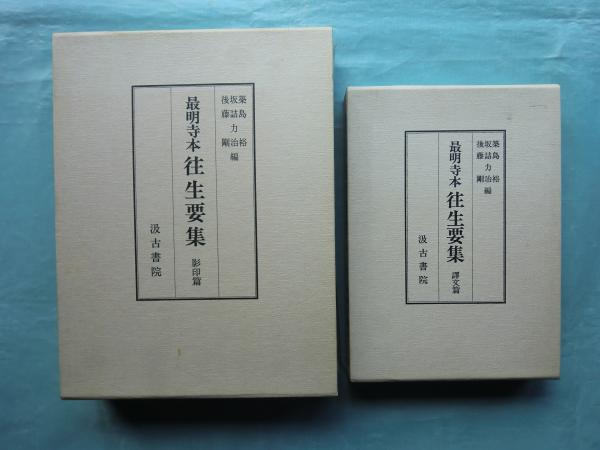 築島裕
坂詰力治
後藤剛編
最明寺本往生要集影印篇
汲古書院
築島裕
坂詰力治
後藤剛編
最明寺本往生要集譯文篇
汲古書院